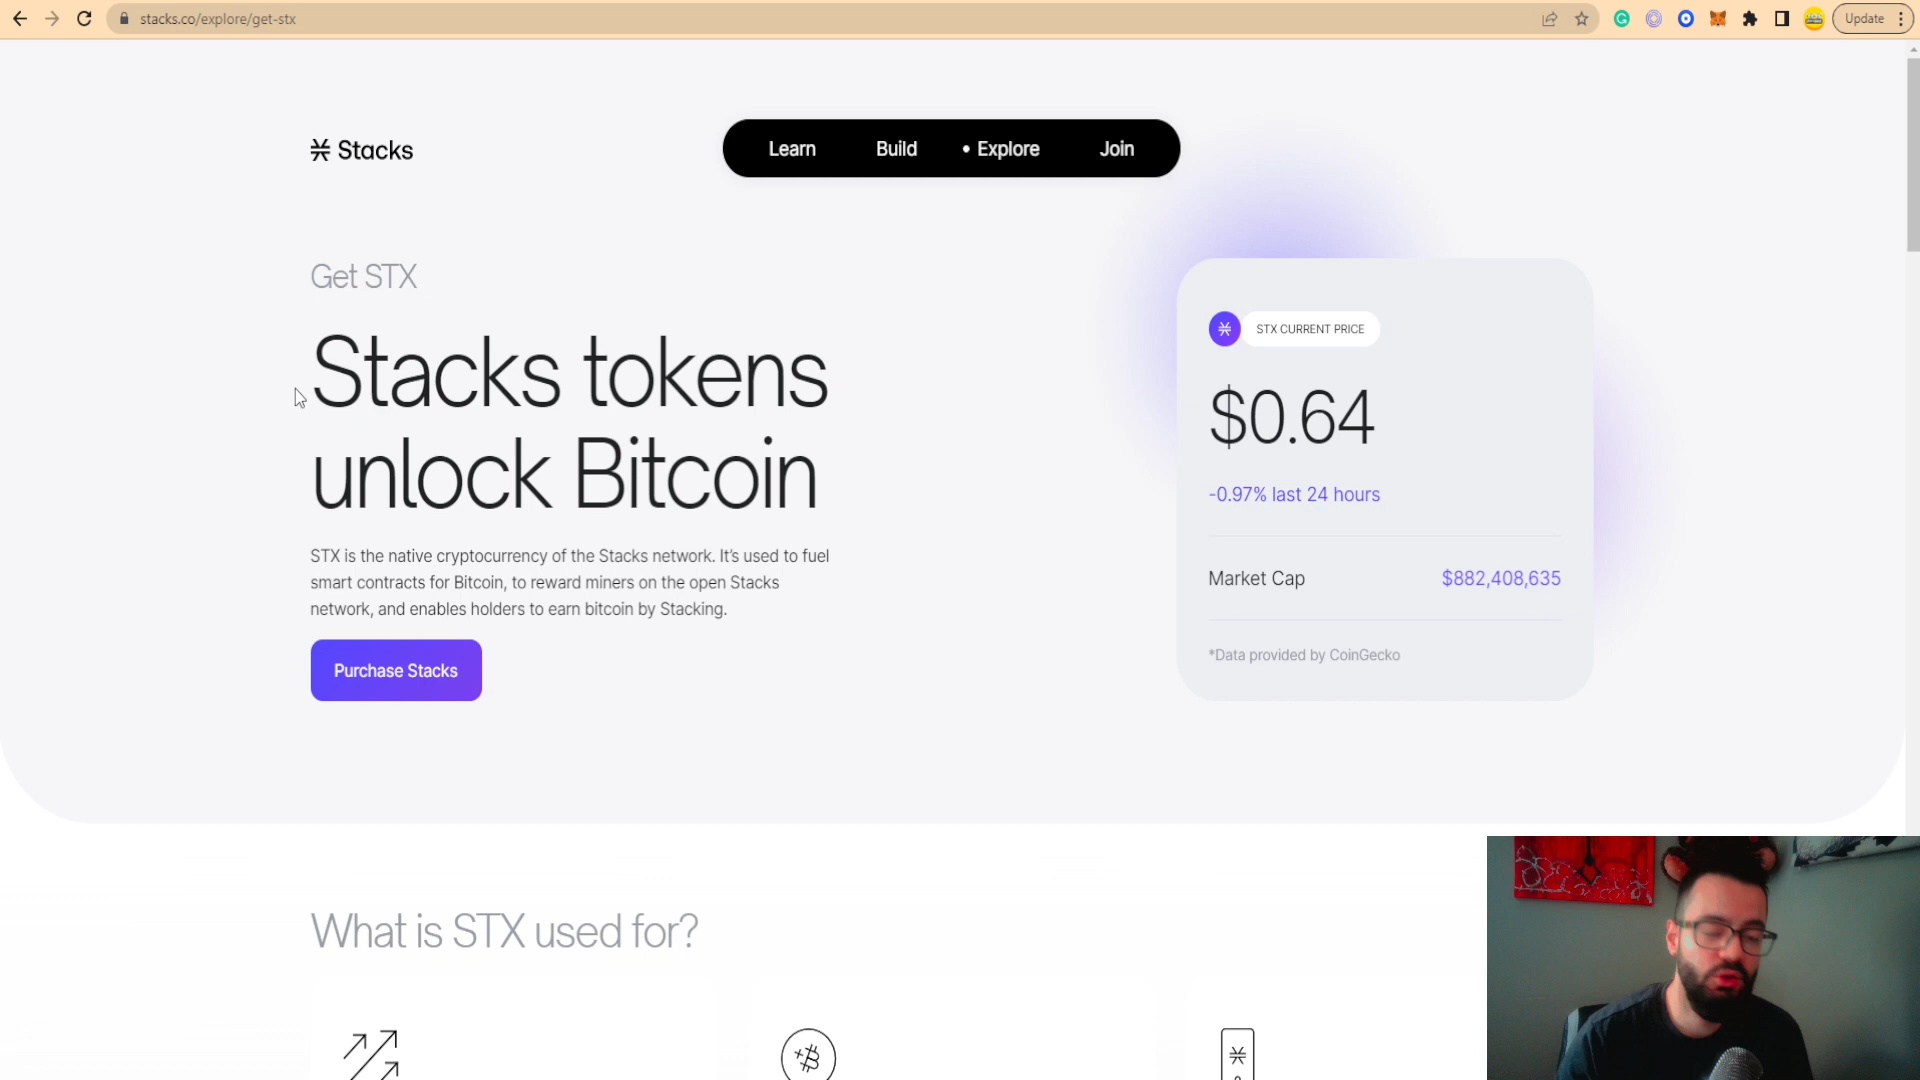 stacks.co/explore/get-stx
Update
Stacks
Learn Build • Explore Join
Get STX
Stacks tokens
unlock Bitcoin
STX is the native cryptocurrency of the Stacks network. It's used to fuel
smart contracts for Bitcoin, to reward miners on the open Stacks
network, and enables holders to earn bitcoin by Stacking.
Purchase Stacks
STX CURRENT PRICE
$0.64
-0.97% last 24 hours
Market Cap $882,408,635
*Data provided by CoinGecko
What is STX used for?